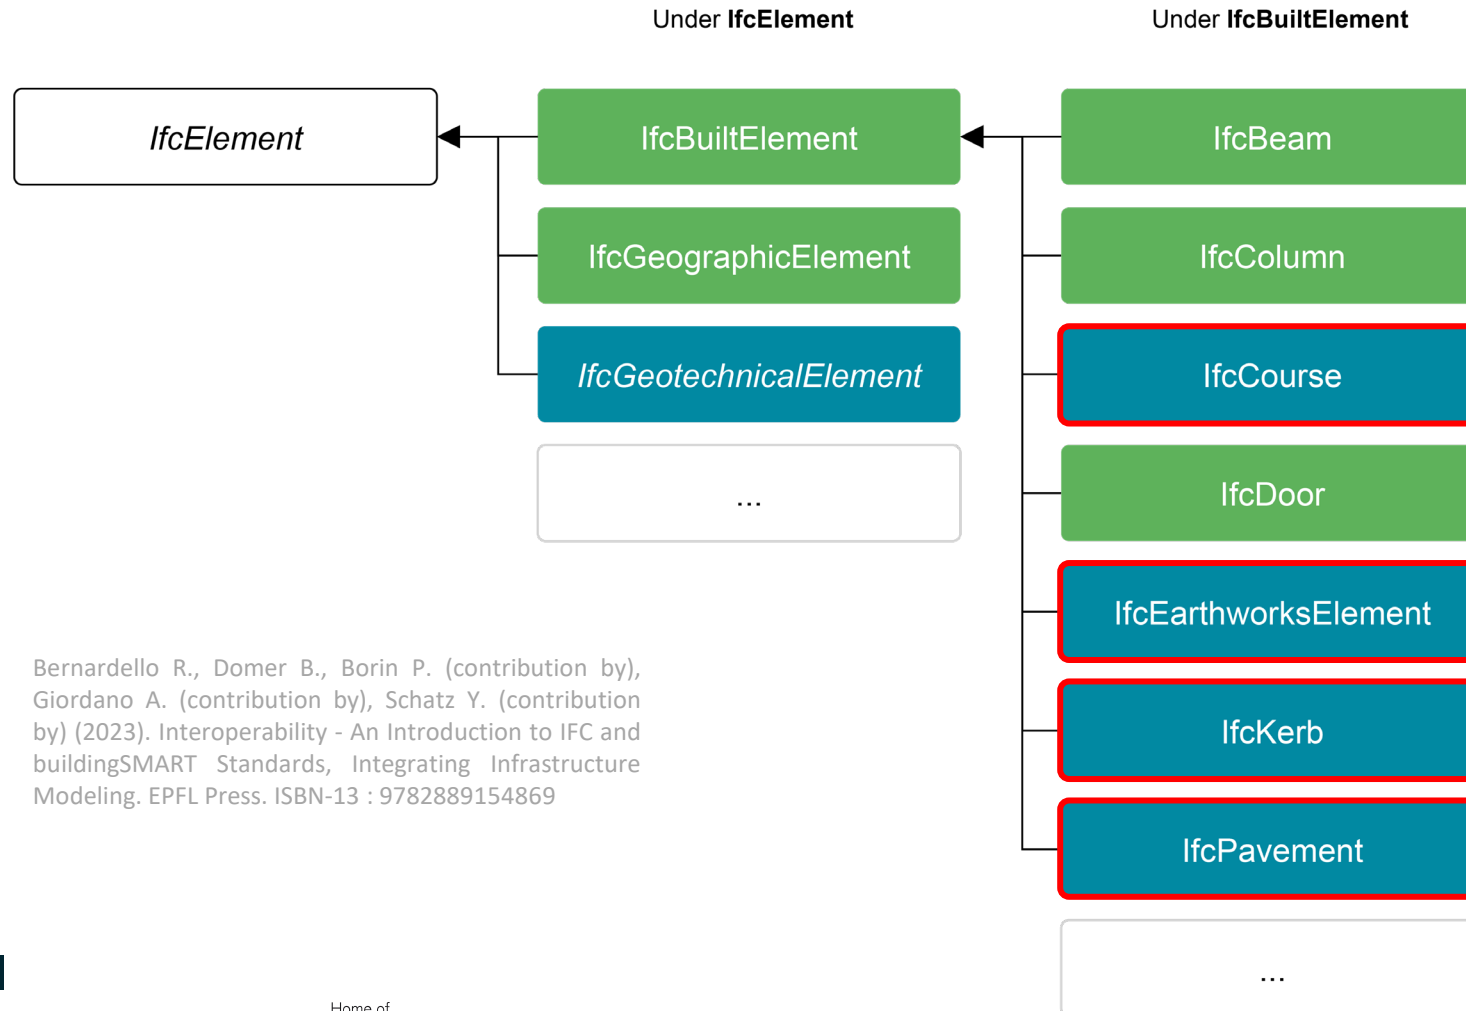 Under IfcElement
Under IfcBuiltElement
IfcElement
IfcBuiltElement
IfcBeam
IfcGeographicElement
IfcColumn
IfcGeotechnicalElement
IfcCourse
...
IfcDoor
IfcEarthworksElement
IfcKerb
IfcPavement
...
Bernardello R., Domer B., Borin P. (contribution by),
Giordano A. (contribution by), Schatz Y. (contribution
by) (2023). Interoperability - An Introduction to IFC and
buildingSMART Standards, Integrating Infrastructure
Modeling. EPFL Press. ISBN-13 : 9782889154869
Home of